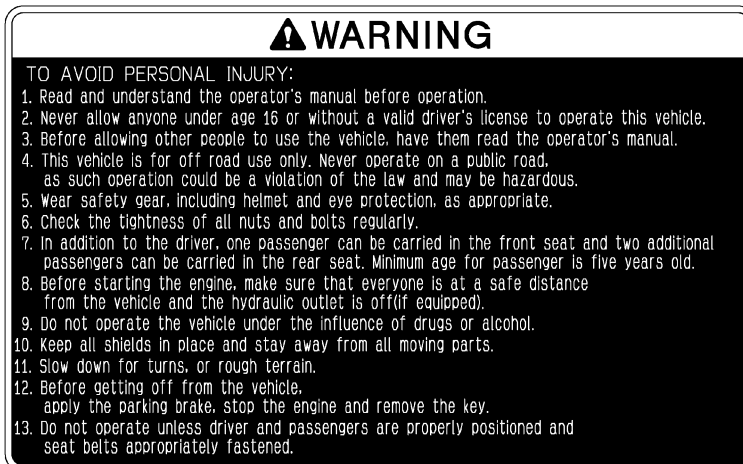 WARNING
TO AVOID PERSONAL INJURY:
1. Read and understand the operator's manual before operation.
2. Never allow anyone under age 16 or without a valid driver's license to operate this vehicle.
3. Before allowing other people to use the vehicle, have them read the operator's manual.
4. This vehicle is for off road use only. Never operate on a public road,
as such operation could be a violation of the law and may be hazardous.
5. Wear safety gear, including helmet and eye protection, as appropriate.
6. Check the tightness of all nuts and bolts regularly.
7. In addition to the driver, one passenger can be carried in the front seat and two additional
passengers can be carried in the rear seat. Minimum age for passenger is five years old.
8. Before starting the engine, make sure that everyone is at a safe distance
from the vehicle and the hydraulic outlet is off(if equipped).
9. Do not operate the vehicle under the influence of drugs or alcohol.
10. Keep all shields in place and stay away from all moving parts.
11. Slow down for turns, or rough terrain.
12. Before getting off from the vehicle,
apply the parking brake, stop the engine and remove the key.
13. Do not operate unless driver and passengers are properly positioned and
seat belts appropriately fastened.